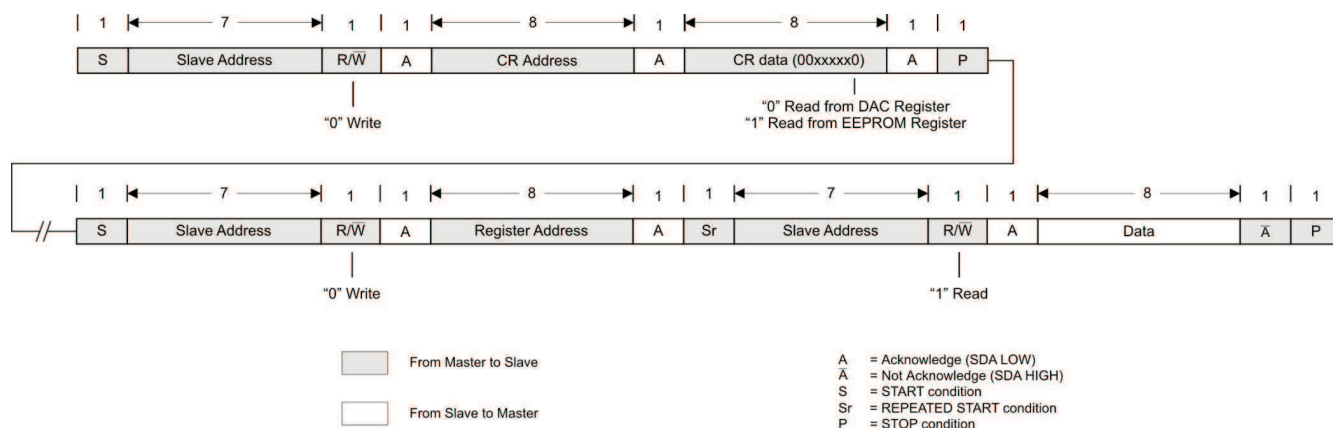 1 7 1 1 8 1 8 1 1
S Slave Address R/W̅ A CR Address A CR data (00xxxxx0) A P
"0" Write
"0" Read from DAC Register
"1" Read from EEPROM Register
1 7 1 1 8 1 1 7 1 1 8 1 1
S Slave Address R/W̅ A Register Address A Sr Slave Address R/W̅ A Data A̅ P
"0" Write
"1" Read
From Master to Slave
From Slave to Master
A = Acknowledge (SDA LOW)
A̅ = Not Acknowledge (SDA HIGH)
S = START condition
Sr = REPEATED START condition
P = STOP condition